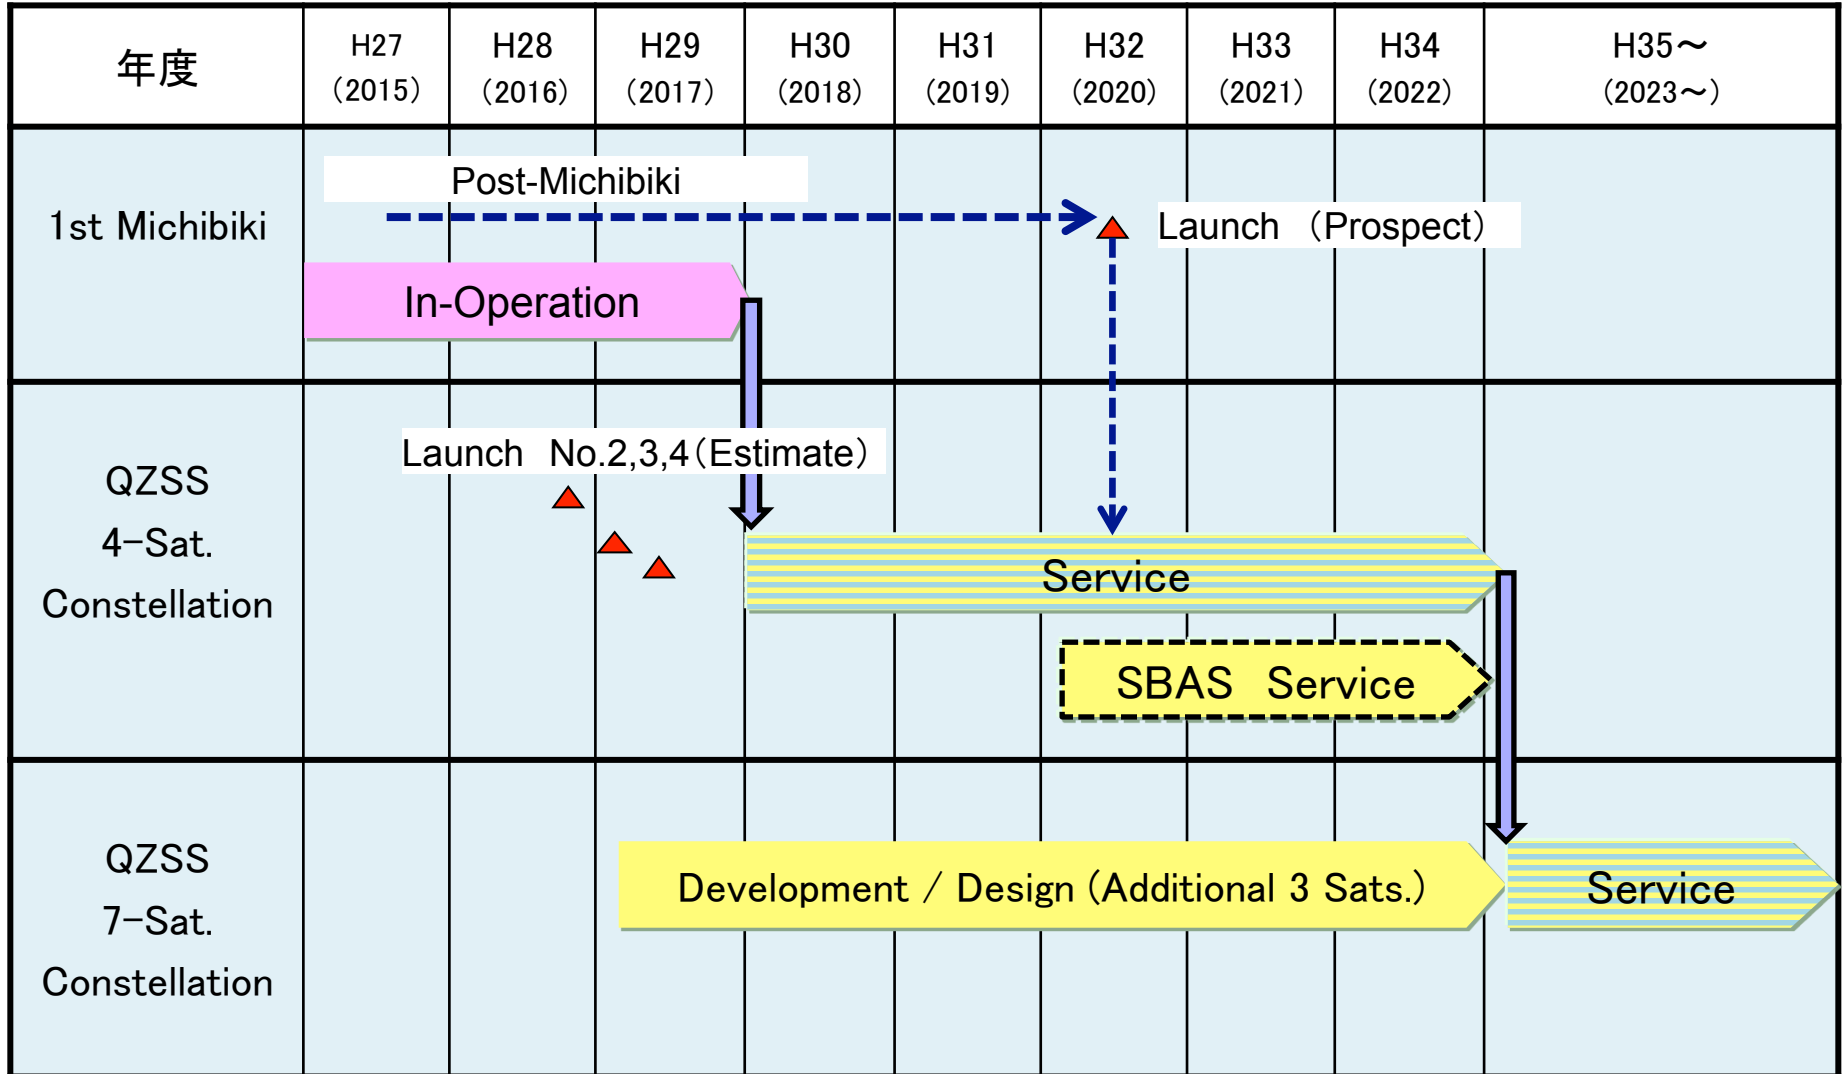 年度
H27
（2015）
H28
（2016）
H29
（2017）
H30
（2018）
H31
（2019）
H32
（2020）
H33
（2021）
H34
（2022）
H35～
（2023～）
1st Michibiki
Post-Michibiki
Launch （Prospect）
In-Operation
QZSS
4-Sat.
Constellation
Launch No.2,3,4（Estimate）
Service
SBAS Service
QZSS
7-Sat.
Constellation
Development / Design (Additional 3 Sats.)
Service